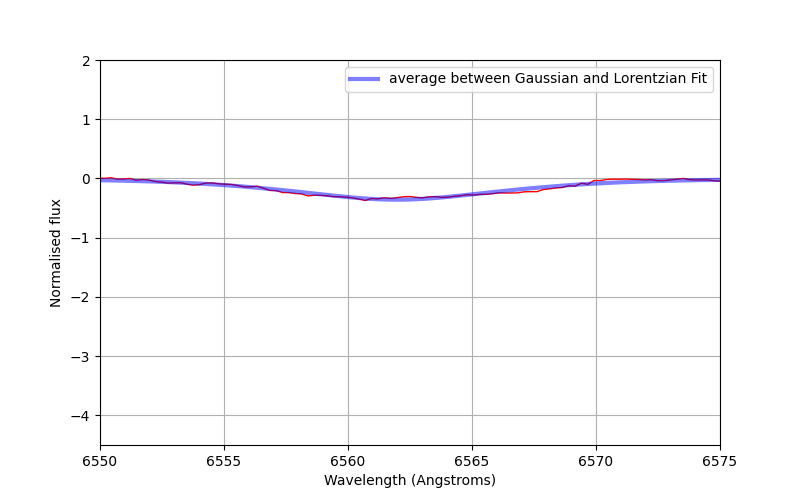 average between Gaussian and Lorentzian Fit
2
1
0
−1
−2
−3
−4
Normalised flux
6550 6555 6560 6565 6570 6575
Wavelength (Angstroms)